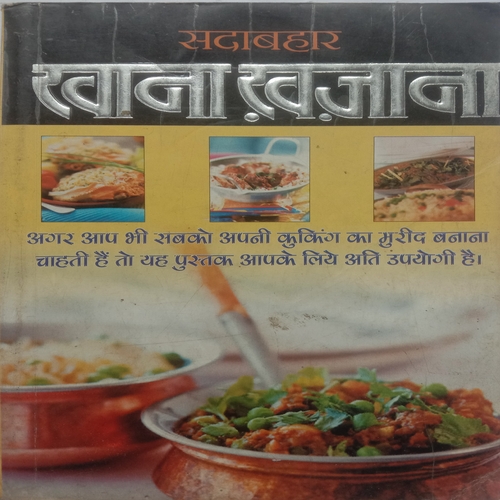 सदाबहार
खाना ख़ज़ाना
अगर आप भी सबको अपनी कुकिंग का मुरीद बनाना
चाहती हैं तो यह पुस्तक आपके लिये अति उपयोगी है।